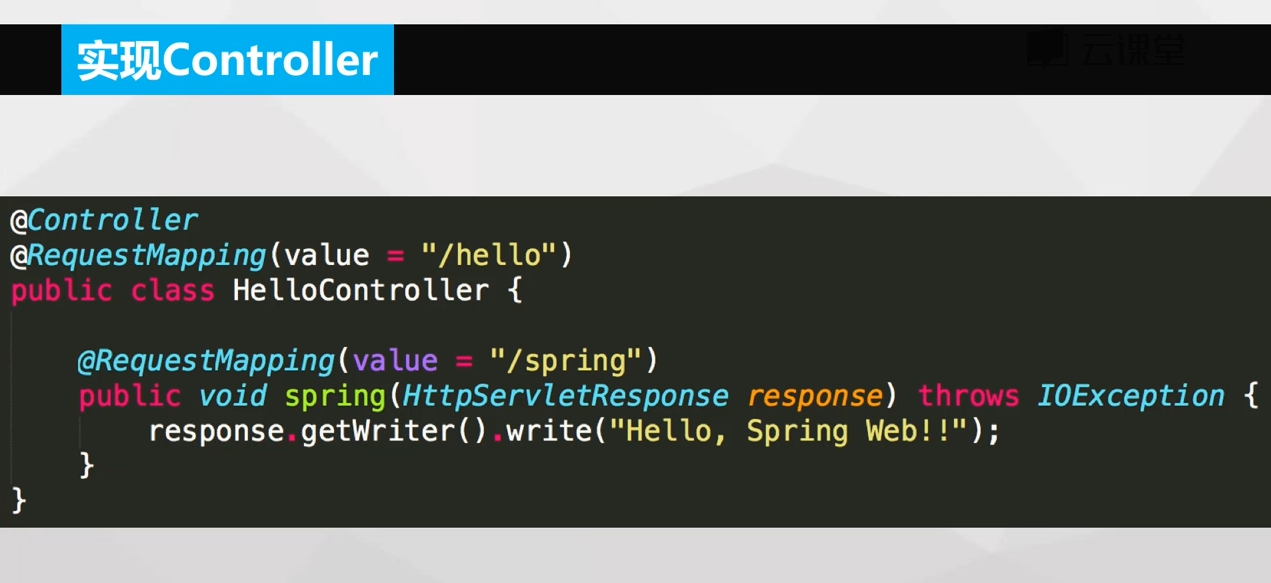 实现Controller
云课堂
@Controller
@RequestMapping(value = "/hello")
public class HelloController {
@RequestMapping(value = "/spring")
public void spring(HttpServletResponse response) throws IOException {
response.getWriter().write("Hello, Spring Web!!");
}
}